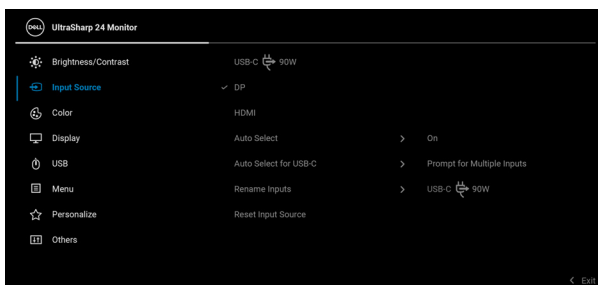 DELL UltraSharp 24 Monitor
Brightness/Contrast USB-C 90W
Input Source DP
Color HDMI
Display Auto Select On
USB Auto Select for USB-C Prompt for Multiple Inputs
Menu Rename Inputs USB-C 90W
Personalize Reset Input Source
Others
Exit